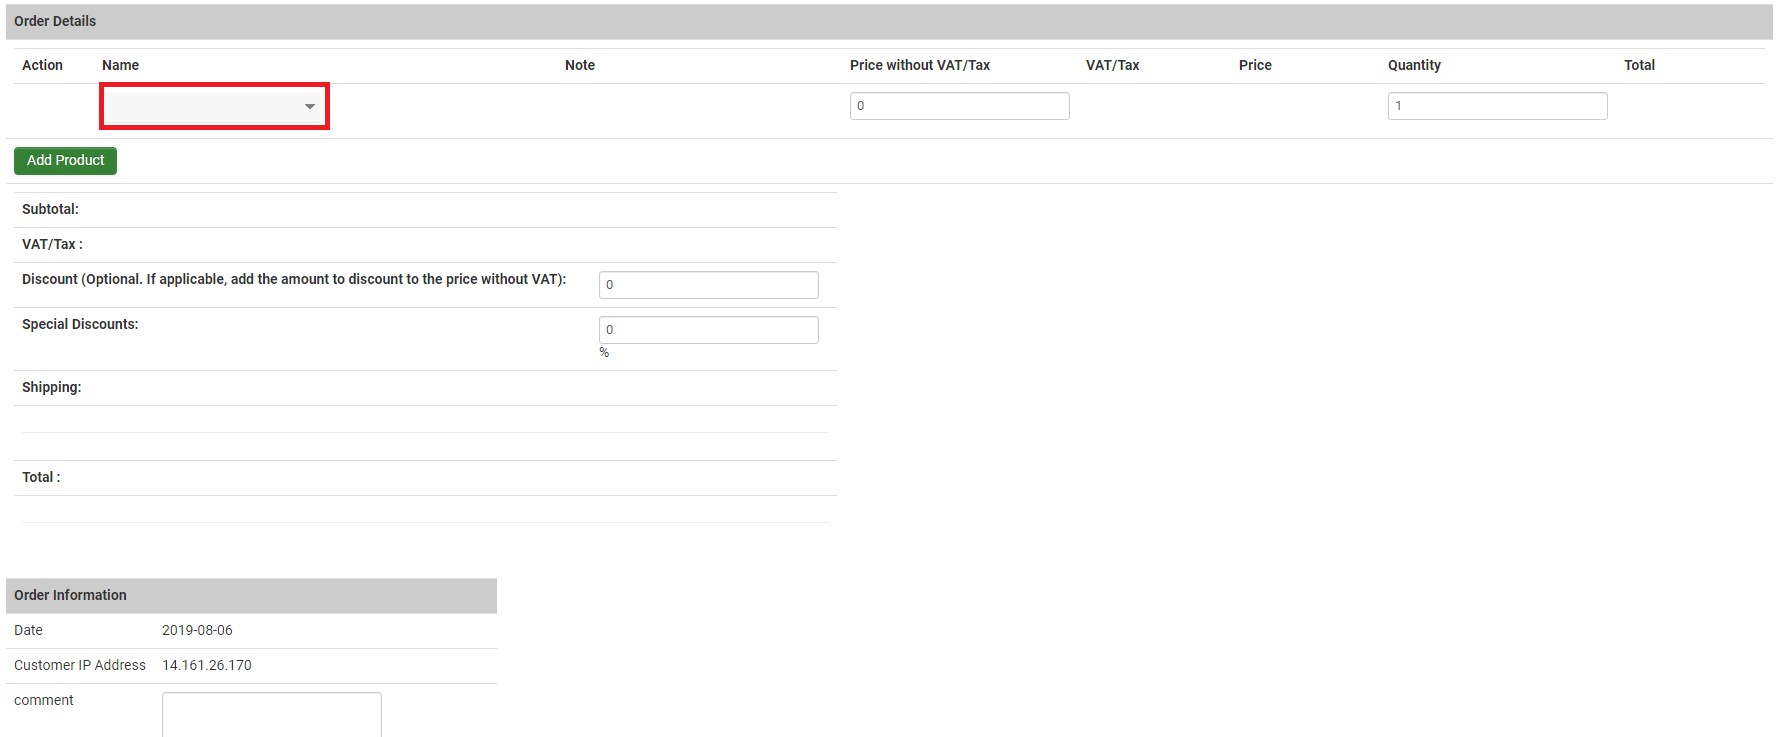 Order Details
Action Name Note Price without VAT/Tax VAT/Tax Price Quantity Total
0 1
Add Product
Subtotal:
VAT/Tax :
Discount (Optional. If applicable, add the amount to discount to the price without VAT): 0
Special Discounts: 0
%
Shipping:
Total :
Order Information
Date 2019-08-06
Customer IP Address 14.161.26.170
comment